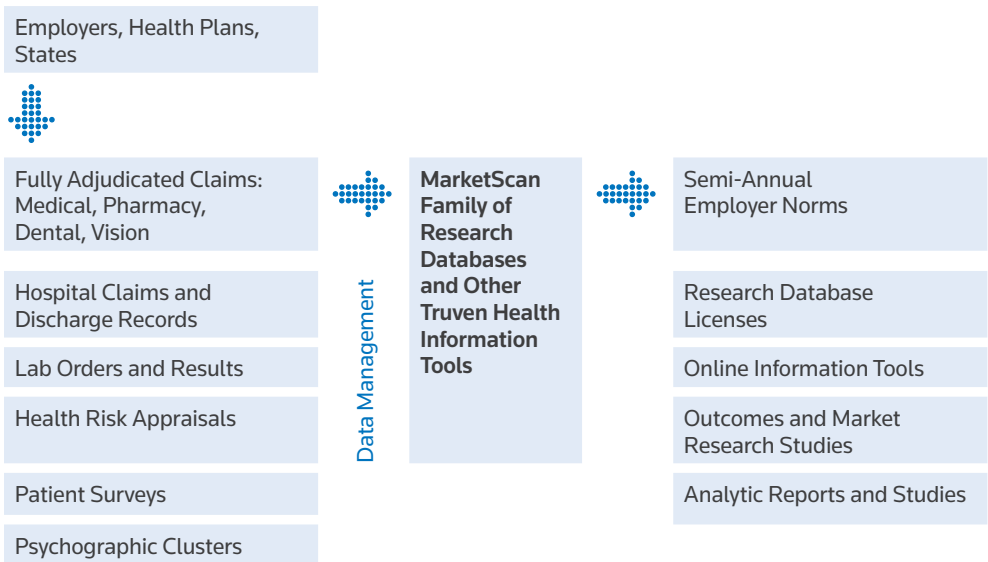 Employers, Health Plans,
States
Fully Adjudicated Claims:
Medical, Pharmacy,
Dental, Vision
Hospital Claims and
Discharge Records
Lab Orders and Results
Health Risk Appraisals
Patient Surveys
Psychographic Clusters
Data Management
MarketScan
Family of
Research
Databases
and Other
Truven Health
Information
Tools
Semi-Annual
Employer Norms
Research Database
Licenses
Online Information Tools
Outcomes and Market
Research Studies
Analytic Reports and Studies